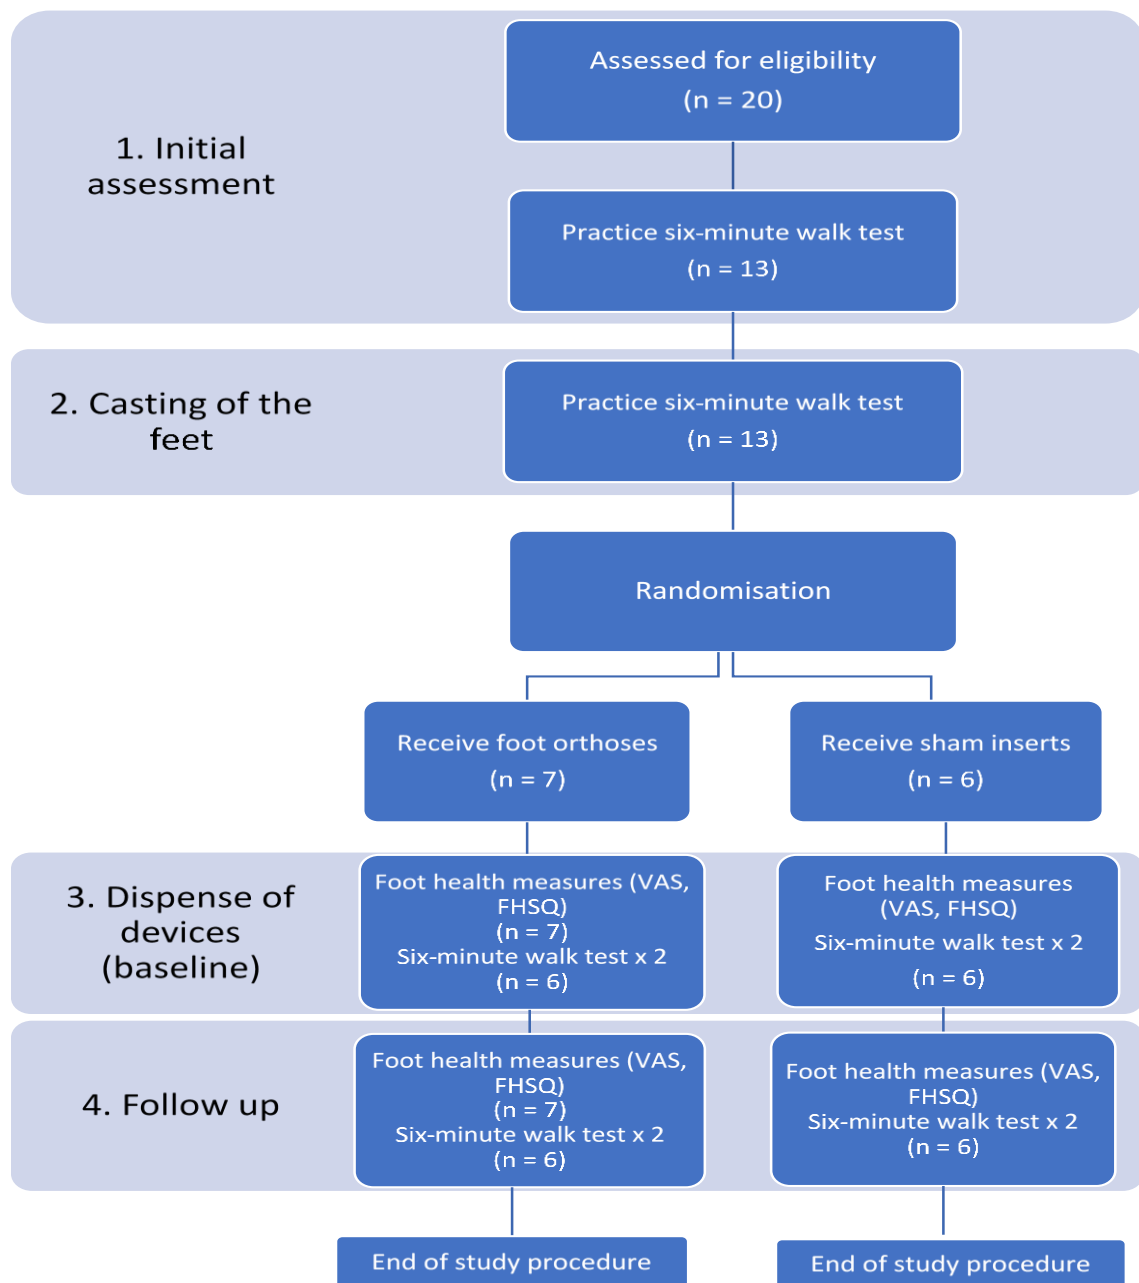 1. Initial
assessment
Assessed for eligibility
(n = 20)
Practice six-minute walk test
(n = 13)
2. Casting of the
feet
Practice six-minute walk test
(n = 13)
Randomisation
Receive foot orthoses
(n = 7)
Receive sham inserts
(n = 6)
3. Dispense of
devices
(baseline)
Foot health measures (VAS,
FHSQ)
(n = 7)
Six-minute walk test x 2
(n = 6)
Foot health measures
(VAS, FHSQ)
Six-minute walk test x 2
(n = 6)
4. Follow up
Foot health measures (VAS,
FHSQ)
(n = 7)
Six-minute walk test x 2
(n = 6)
Foot health measures (VAS,
FHSQ)
Six-minute walk test x 2
(n = 6)
End of study procedure
End of study procedure